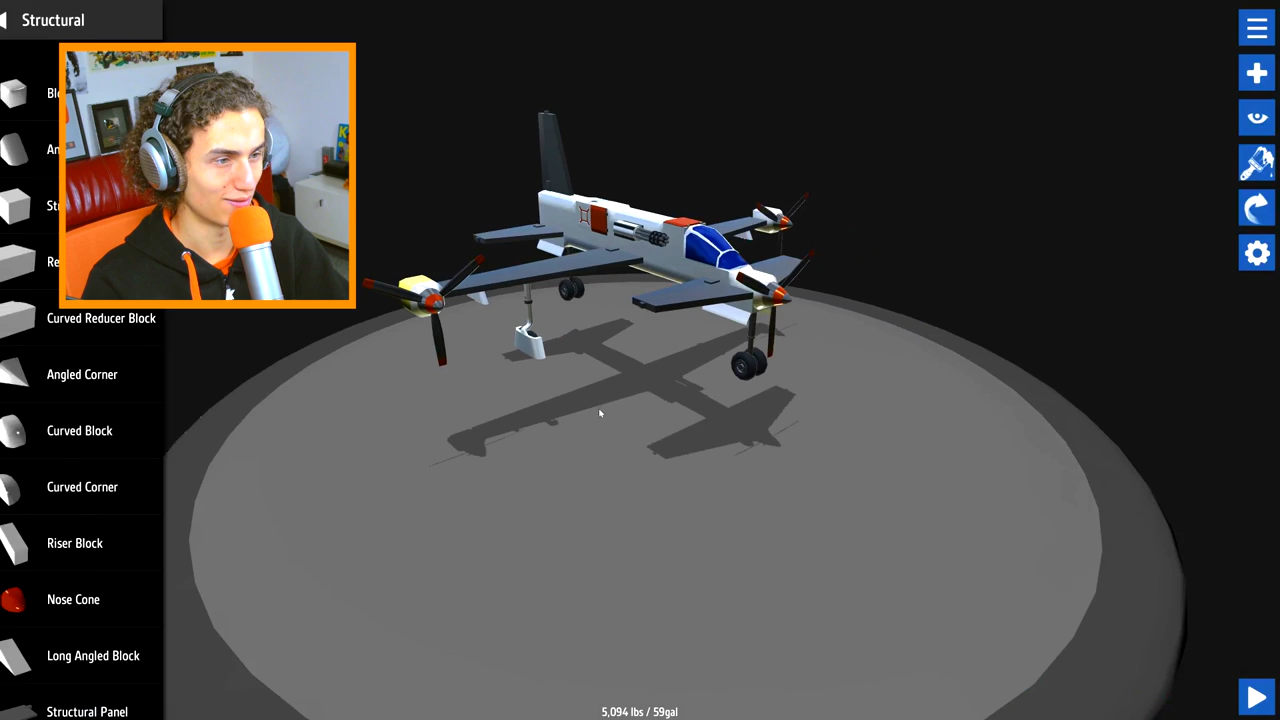 Structural
Curved Reducer Block
Angled Corner
Curved Block
Curved Corner
Riser Block
Nose Cone
Long Angled Block
Structural Panel
5,094 lbs / 59gal